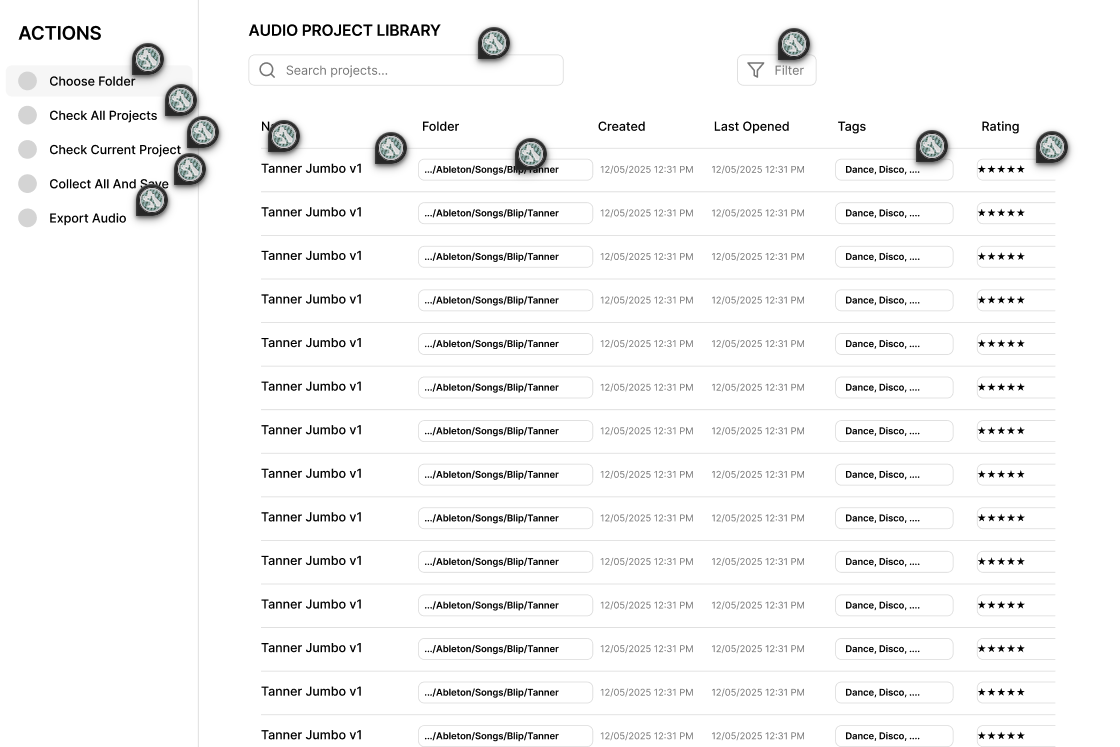 ACTIONS
Choose Folder
Check All Projects
Check Current Project
Collect All And Save
Export Audio
AUDIO PROJECT LIBRARY
Search projects...
Filter
Folder Created Last Opened Tags Rating
Tanner Jumbo v1 .../Ableton/Songs/Blip/Tanner 12/05/2025 12:31 PM 12/05/2025 12:31 PM Dance, Disco, .... ★★★★★
Tanner Jumbo v1 .../Ableton/Songs/Blip/Tanner 12/05/2025 12:31 PM 12/05/2025 12:31 PM Dance, Disco, .... ★★★★★
Tanner Jumbo v1 .../Ableton/Songs/Blip/Tanner 12/05/2025 12:31 PM 12/05/2025 12:31 PM Dance, Disco, .... ★★★★★
Tanner Jumbo v1 .../Ableton/Songs/Blip/Tanner 12/05/2025 12:31 PM 12/05/2025 12:31 PM Dance, Disco, .... ★★★★★
Tanner Jumbo v1 .../Ableton/Songs/Blip/Tanner 12/05/2025 12:31 PM 12/05/2025 12:31 PM Dance, Disco, .... ★★★★★
Tanner Jumbo v1 .../Ableton/Songs/Blip/Tanner 12/05/2025 12:31 PM 12/05/2025 12:31 PM Dance, Disco, .... ★★★★★
Tanner Jumbo v1 .../Ableton/Songs/Blip/Tanner 12/05/2025 12:31 PM 12/05/2025 12:31 PM Dance, Disco, .... ★★★★★
Tanner Jumbo v1 .../Ableton/Songs/Blip/Tanner 12/05/2025 12:31 PM 12/05/2025 12:31 PM Dance, Disco, .... ★★★★★
Tanner Jumbo v1 .../Ableton/Songs/Blip/Tanner 12/05/2025 12:31 PM 12/05/2025 12:31 PM Dance, Disco, .... ★★★★★
Tanner Jumbo v1 .../Ableton/Songs/Blip/Tanner 12/05/2025 12:31 PM 12/05/2025 12:31 PM Dance, Disco, .... ★★★★★
Tanner Jumbo v1 .../Ableton/Songs/Blip/Tanner 12/05/2025 12:31 PM 12/05/2025 12:31 PM Dance, Disco, .... ★★★★★
Tanner Jumbo v1 .../Ableton/Songs/Blip/Tanner 12/05/2025 12:31 PM 12/05/2025 12:31 PM Dance, Disco, .... ★★★★★
Tanner Jumbo v1 .../Ableton/Songs/Blip/Tanner 12/05/2025 12:31 PM 12/05/2025 12:31 PM Dance, Disco, .... ★★★★★
Tanner Jumbo v1 .../Ableton/Songs/Blip/Tanner 12/05/2025 12:31 PM 12/05/2025 12:31 PM Dance, Disco, .... ★★★★★